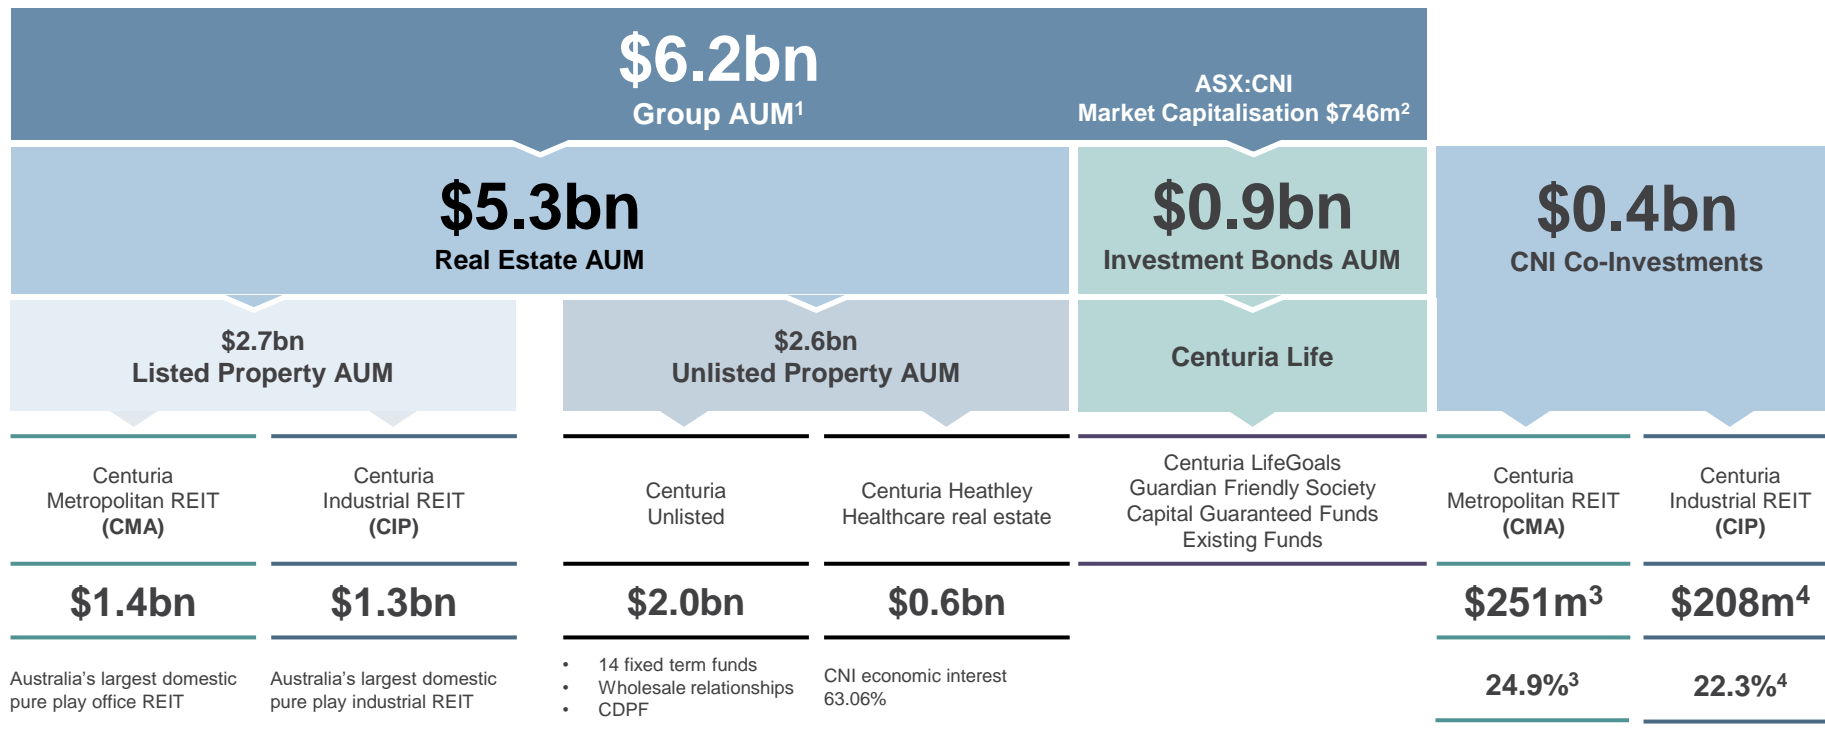 $6.2bn
Group AUM1
ASX:CNI
Market Capitalisation $746m2
$5.3bn
Real Estate AUM
$0.9bn
Investment Bonds AUM
$0.4bn
CNI Co-Investments
$2.7bn
Listed Property AUM
$2.6bn
Unlisted Property AUM
Centuria Life
Centuria
Metropolitan REIT
(CMA)
Centuria
Industrial REIT
(CIP)
Centuria
Unlisted
Centuria Heathley
Healthcare real estate
Centuria LifeGoals
Guardian Friendly Society
Capital Guaranteed Funds
Existing Funds
Centuria
Metropolitan REIT
(CMA)
Centuria
Industrial REIT
(CIP)
$1.4bn
$1.3bn
$2.0bn
$0.6bn
$251m3
$208m4
Australia's largest domestic
pure play office REIT
Australia's largest domestic
pure play industrial REIT
• 14 fixed term funds
• Wholesale relationships
• CDPF
CNI economic interest
63.06%
24.9%3
22.3%4